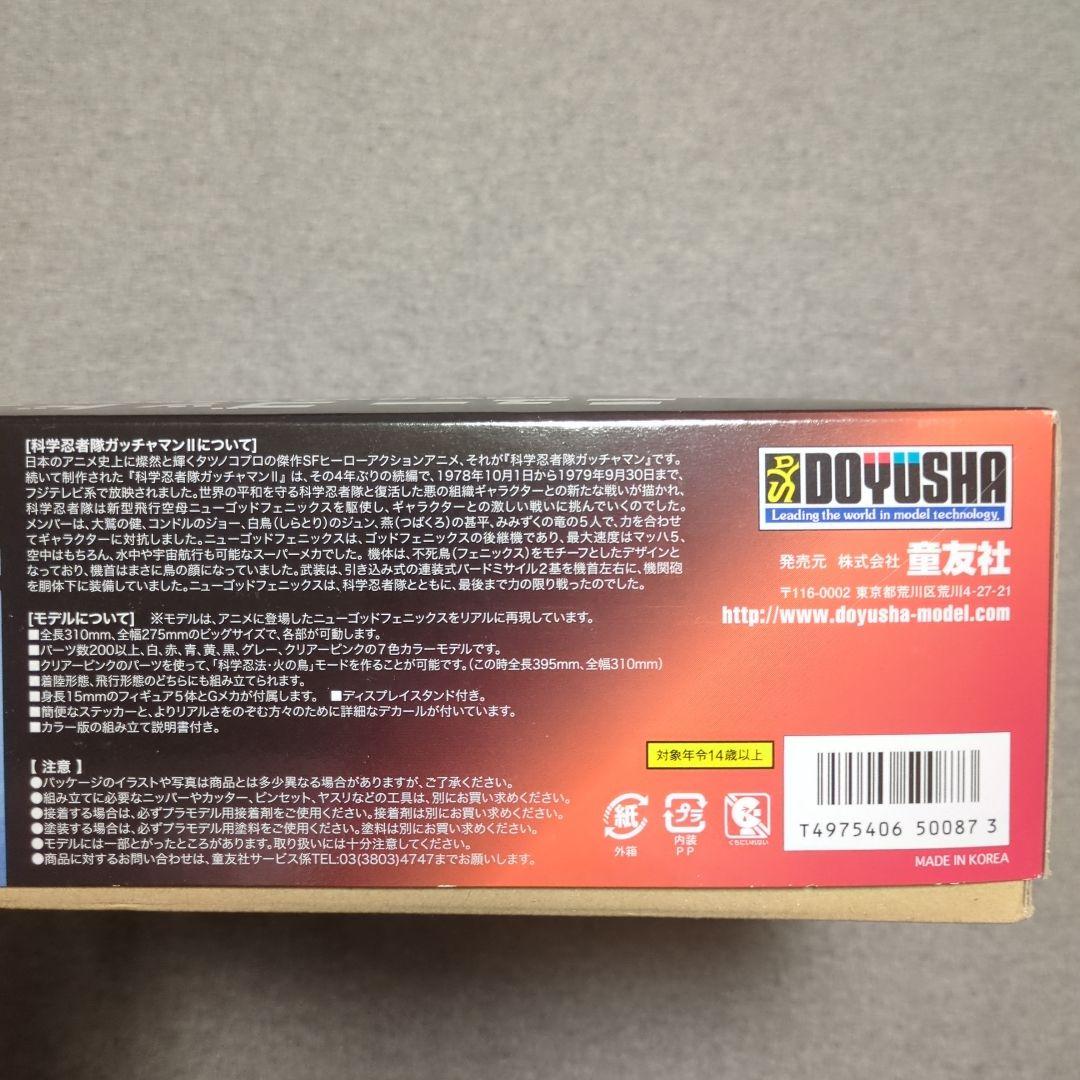 [科学忍者隊ガッチャマンⅡについて]
日本のアニメ史上に燦然と輝くタツノコプロの傑作SFヒーローアクションアニメ、それが『科学忍者隊ガッチャマン』です。
続いて制作された『科学忍者隊ガッチャマンⅡ』は、その4年ぶりの続編で、1978年10月1日から1979年9月30日まで、
フジテレビ系で放映されました。世界の平和を守る科学忍者隊と復活した悪の組織ギャラクターとの新たな戦いが描かれ、
科学忍者隊は新型飛行空母ニューゴッドフェニックスを駆使し、ギャラクターとの激しい戦いに挑んでいくのでした。
メンバーは、大鷲の健、コンドルのジョー、白鳥(しらとり)のジュン、燕(つばくろ)の甚平、みみずくの竜の5人で、力を合わせ
てギャラクターに対抗しました。ニューゴッドフェニックスは、ゴッドフェニックスの後継機であり、最大速度はマッハ5、
空中はもちろん、水中や宇宙航行も可能なスーパーメカでした。機体は、不死鳥(フェニックス)をモチーフとしたデザインと
なっており、機首はまさに鳥の顔になっていました。武装は、引き込み式の連装式バードミサイル2基を機首左右に、機関砲
を胴体下に装備していました。ニューゴッドフェニックスは、科学忍者隊とともに、最後まで力の限り戦ったのでした。
[モデルについて] ※モデルは、アニメに登場したニューゴッドフェニックスをリアルに再現しています。
■全長310mm、全幅275mmのビッグサイズで、各部が可動します。
■パーツ数200以上、白、赤、青、黄、黒、グレー、クリアーピンクの7色カラーモデルです。
■クリアーピンクのパーツを使って、「科学忍法・火の鳥」モードを作ることが可能です。(この時全長395mm、全幅310mm)
■着陸形態、飛行形態のどちらにも組み立てられます。
■身長15mmのフィギュア5体とGメカが付属します。 ■ディスプレイスタンド付き。
■簡便なステッカーと、よりリアルさをのぞむ方々のために詳細なデカールが付いています。
■カラー版の組み立て説明書付き。
【 注意 】
●パッケージのイラストや写真は商品とは多少異なる場合がありますが、ご了承ください。
●組み立てに必要なニッパーやカッター、ピンセット、ヤスリなどの工具は、別にお買い求めください。
●接着する場合は、必ずプラモデル用接着剤をご使用ください。接着剤は別にお買い求めください。
●塗装する場合は、必ずプラモデル用塗料をご使用ください。塗料は別にお買い求めください。
●モデルには一部とがったところがあります。取り扱いには十分注意してください。
●商品に対するお問い合わせは、童友社サービス係TEL:03(3803)4747までお願いします。
DYS DOYUSHA
Leading the world in model technology.
発売元 株式会社 童友社
〒116-0002 東京都荒川区荒川4-27-21
http://www.doyusha-model.com
対象年令14歳以上
紙
外箱
プラ
内装
PP
くちにいれない
T4975406 50087 3
MADE IN KOREA